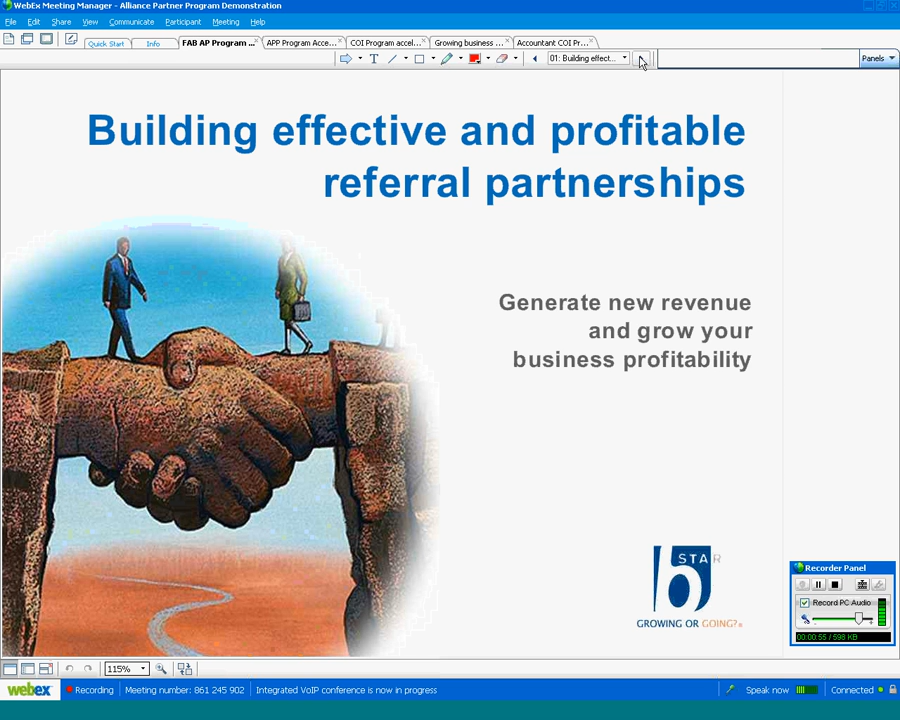 WebEx Meeting Manager - Alliance Partner Program Demonstration
File Edit Share View Communicate Participant Meeting Help
Quick Start Info FAB AP Program ... APP Program Acce... COI Program accel... Growing business ... Accountant COI Pr...
T 01: Building effect... Panels
Building effective and profitable
referral partnerships
Generate new revenue
and grow your
business profitability
STAR
GROWING OR GOING?®
Recorder Panel
Record PC Audio
00:00:55 / 598 KB
115%
webex Recording Meeting number: 861 245 902 Integrated VoIP conference is now in progress Speak now Connected